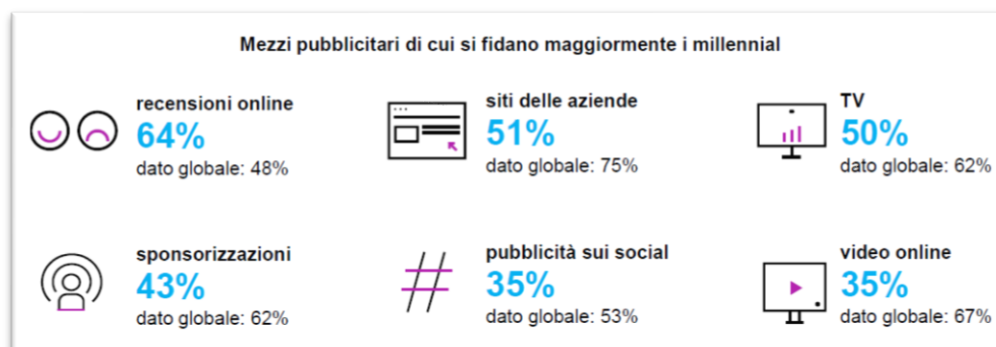 Mezzi pubblicitari di cui si fidano maggiormente i millennial
recensioni online
64%
dato globale: 48%
siti delle aziende
51%
dato globale: 75%
TV
50%
dato globale: 62%
sponsorizzazioni
43%
dato globale: 62%
pubblicità sui social
35%
dato globale: 53%
video online
35%
dato globale: 67%